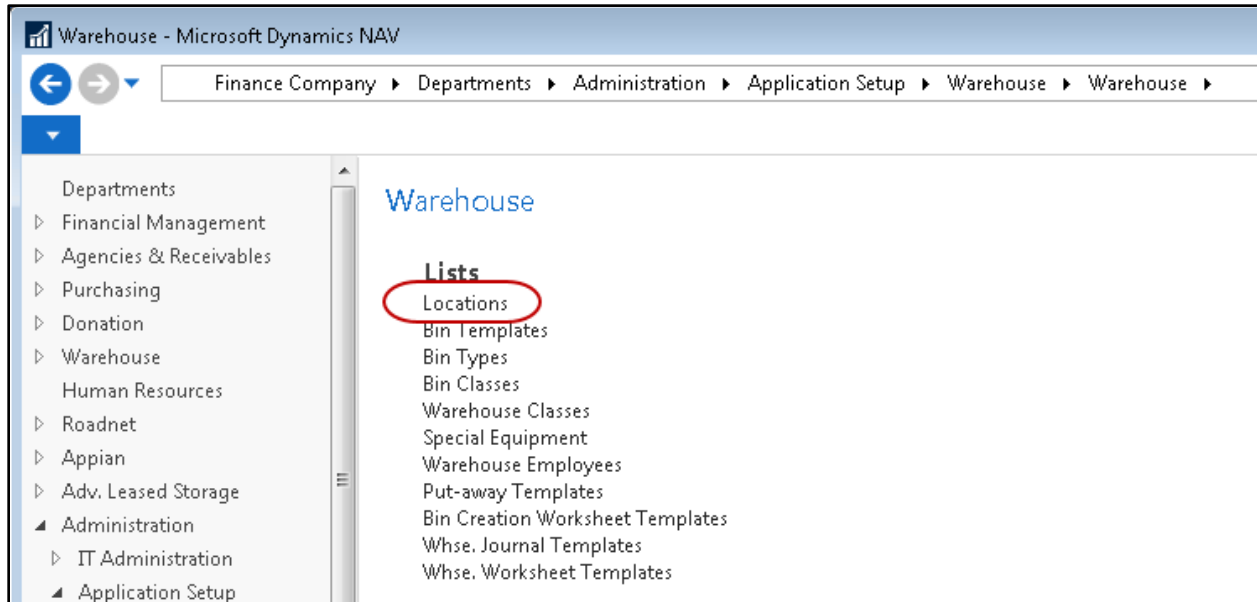 Warehouse - Microsoft Dynamics NAV
Finance Company ▸ Departments ▸ Administration ▸ Application Setup ▸ Warehouse ▸ Warehouse ▸
Departments
Financial Management
Agencies & Receivables
Purchasing
Donation
Warehouse
Human Resources
Roadnet
Appian
Adv. Leased Storage
Administration
IT Administration
Application Setup
Warehouse
Lists
Locations
Bin Templates
Bin Types
Bin Classes
Warehouse Classes
Special Equipment
Warehouse Employees
Put-away Templates
Bin Creation Worksheet Templates
Whse. Journal Templates
Whse. Worksheet Templates